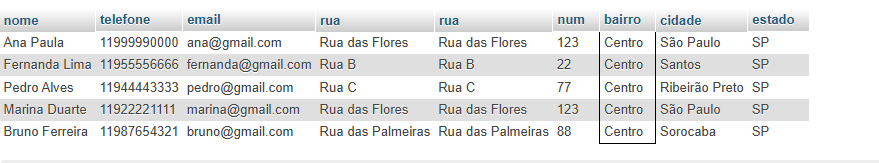 nome telefone email rua rua num bairro cidade estado
Ana Paula 11999990000 ana@gmail.com Rua das Flores Rua das Flores 123 Centro São Paulo SP
Fernanda Lima 11955556666 fernanda@gmail.com Rua B Rua B 22 Centro Santos SP
Pedro Alves 11944443333 pedro@gmail.com Rua C Rua C 77 Centro Ribeirão Preto SP
Marina Duarte 11922221111 marina@gmail.com Rua das Flores Rua das Flores 123 Centro São Paulo SP
Bruno Ferreira 11987654321 bruno@gmail.com Rua das Palmeiras Rua das Palmeiras 88 Centro Sorocaba SP